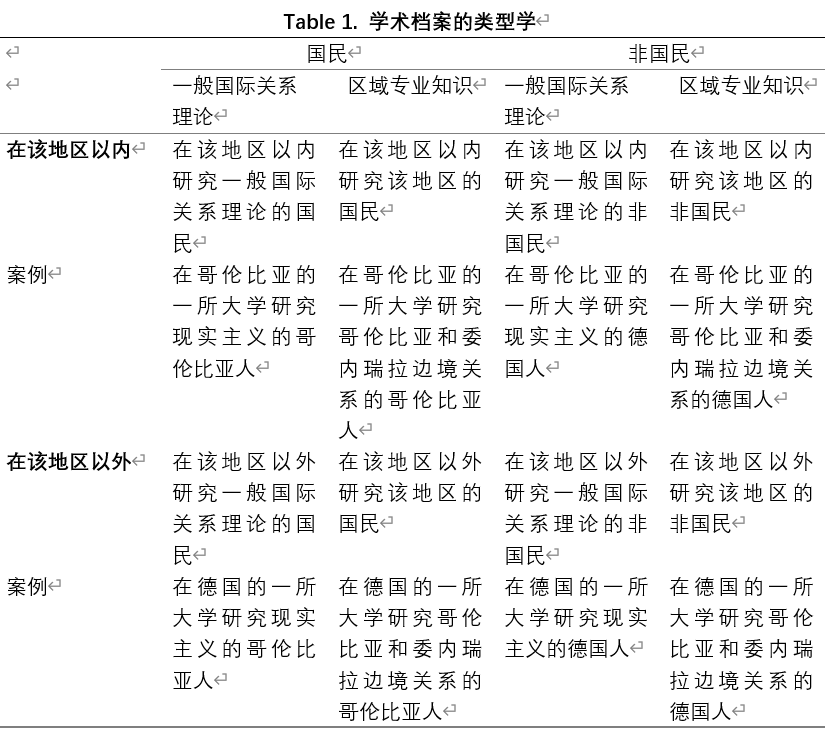 Table 1. 学术档案的类型学
国民 非国民
一般国际关系 区域专业知识 一般国际关系 区域专业知识
理论 理论
在该地区以内 在该地区以内 在该地区以内 在该地区以内 在该地区以内
研究一般国际 研究该地区的 研究一般国际 研究该地区的
关系理论的国 国民 关系理论的非 非国民
民 国民
案例 在哥伦比亚的 在哥伦比亚的 在哥伦比亚的 在哥伦比亚的
一所大学研究 一所大学研究 一所大学研究 一所大学研究
现实主义的哥 哥伦比亚和委 现实主义的德 哥伦比亚和委
伦比亚人 内瑞拉边境关 国人 内瑞拉边境关
系的哥伦比亚 系的德国人
人
在该地区以外 在该地区以外 在该地区以外 在该地区以外 在该地区以外
研究一般国际 研究该地区的 研究一般国际 研究该地区的
关系理论的国 国民 关系理论的非 非国民
民 国民
案例 在德国的一所 在德国的一所 在德国的一所 在德国的一所
大学研究现实 大学研究哥伦 大学研究现实 大学研究哥伦
主义的哥伦比 比亚和委内瑞 主义的德国人 比亚和委内瑞
亚人 拉边境关系的 拉边境关系的
哥伦比亚人 德国人